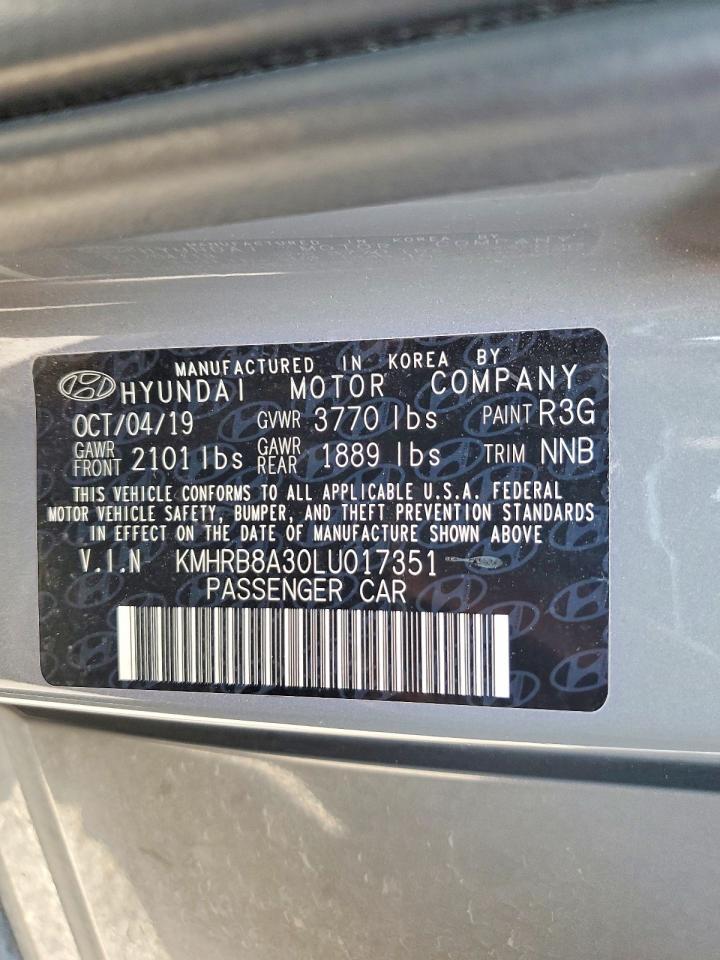 MANUFACTURED IN KOREA BY
HYUNDAI MOTOR COMPANY
OCT/04/19 GVWR 3770 lbs PAINT R3G
GAWR FRONT 2101 lbs GAWR REAR 1889 lbs TRIM NNB
THIS VEHICLE CONFORMS TO ALL APPLICABLE U.S.A. FEDERAL
MOTOR VEHICLE SAFETY, BUMPER, AND THEFT PREVENTION STANDARDS
IN EFFECT ON THE DATE OF MANUFACTURE SHOWN ABOVE
V.I.N KMHRB8A30LU017351
PASSENGER CAR